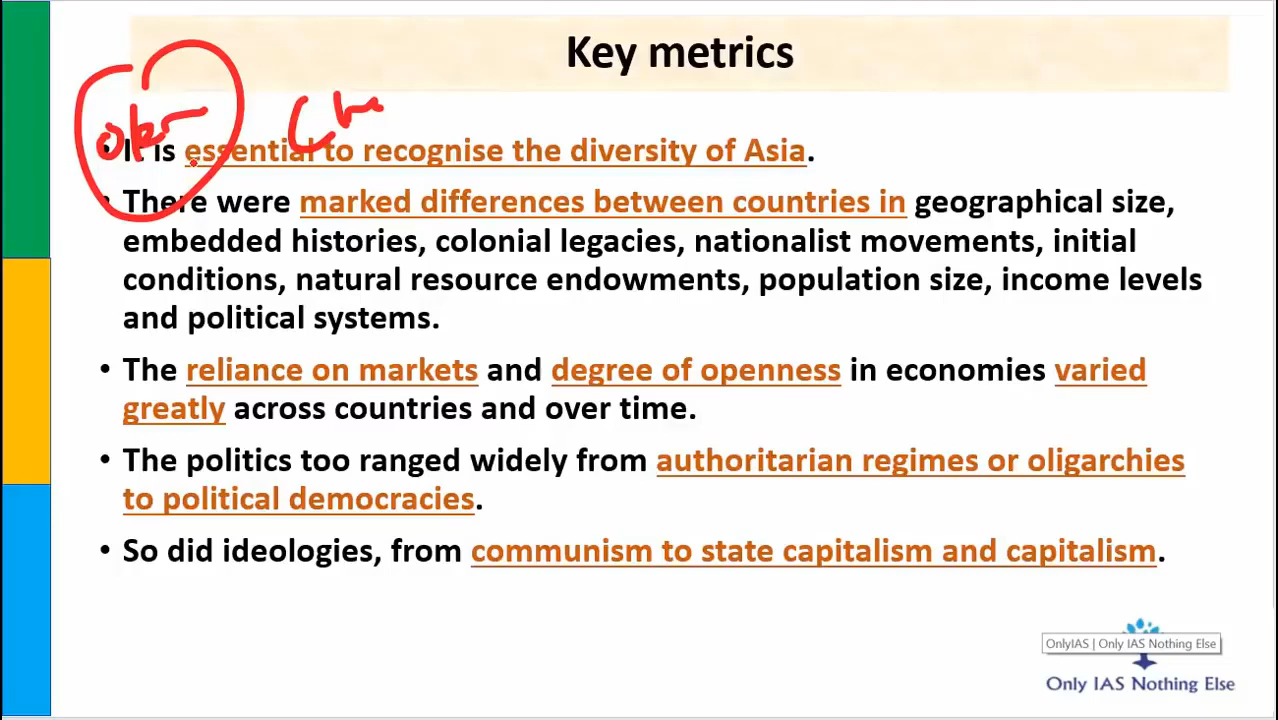 Key metrics
• It is essential to recognise the diversity of Asia.
• There were marked differences between countries in geographical size,
embedded histories, colonial legacies, nationalist movements, initial
conditions, natural resource endowments, population size, income levels
and political systems.
• The reliance on markets and degree of openness in economies varied
greatly across countries and over time.
• The politics too ranged widely from authoritarian regimes or oligarchies
to political democracies.
• So did ideologies, from communism to state capitalism and capitalism.
OnlyIAS | Only IAS Nothing Else
Only IAS Nothing Else